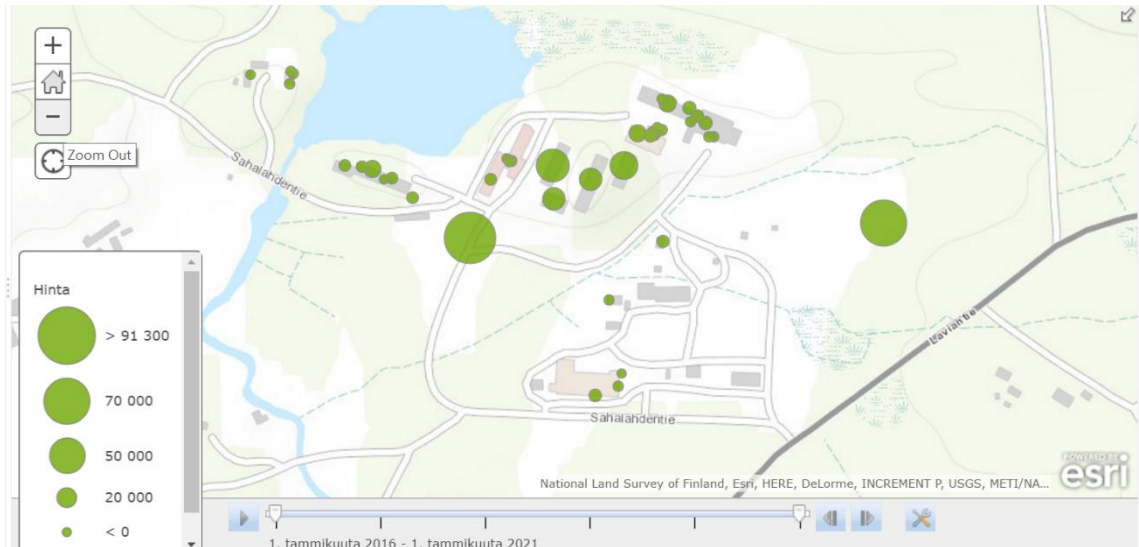 +
−
Zoom Out
Sahalahdentie
Hinta
> 91 300
70 000
50 000
20 000
< 0
Laviantie
Sahalahdentie
POWERED BY
esri
National Land Survey of Finland, Esri, HERE, DeLorme, INCREMENT P, USGS, METI/NA...
1. tammikuuta 2016 - 1. tammikuuta 2021